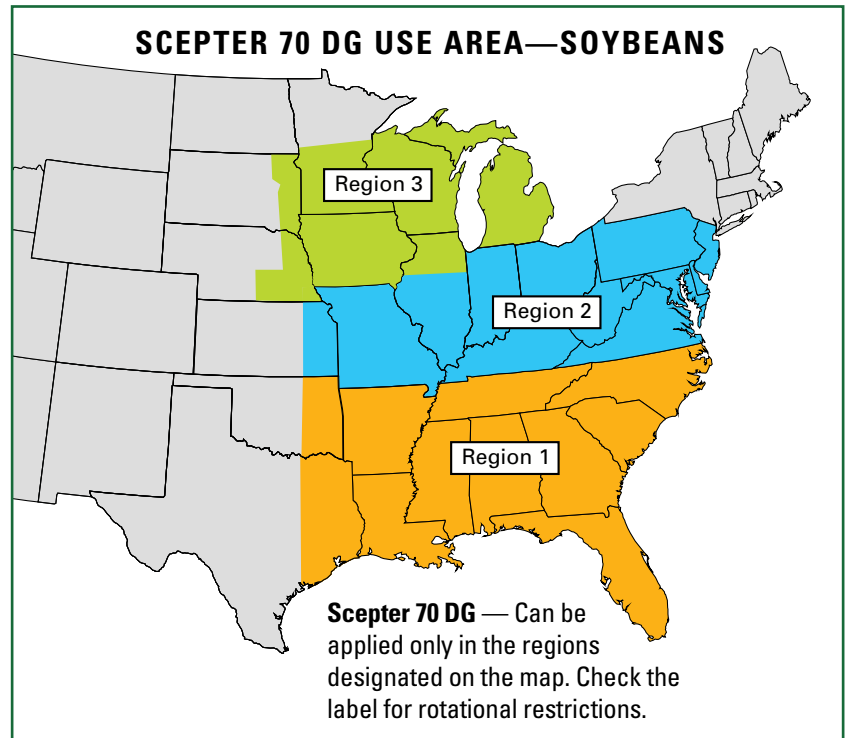 SCEPTER 70 DG USE AREA—SOYBEANS
Region 3
Region 2
Region 1
Scepter 70 DG — Can be
applied only in the regions
designated on the map. Check the
label for rotational restrictions.